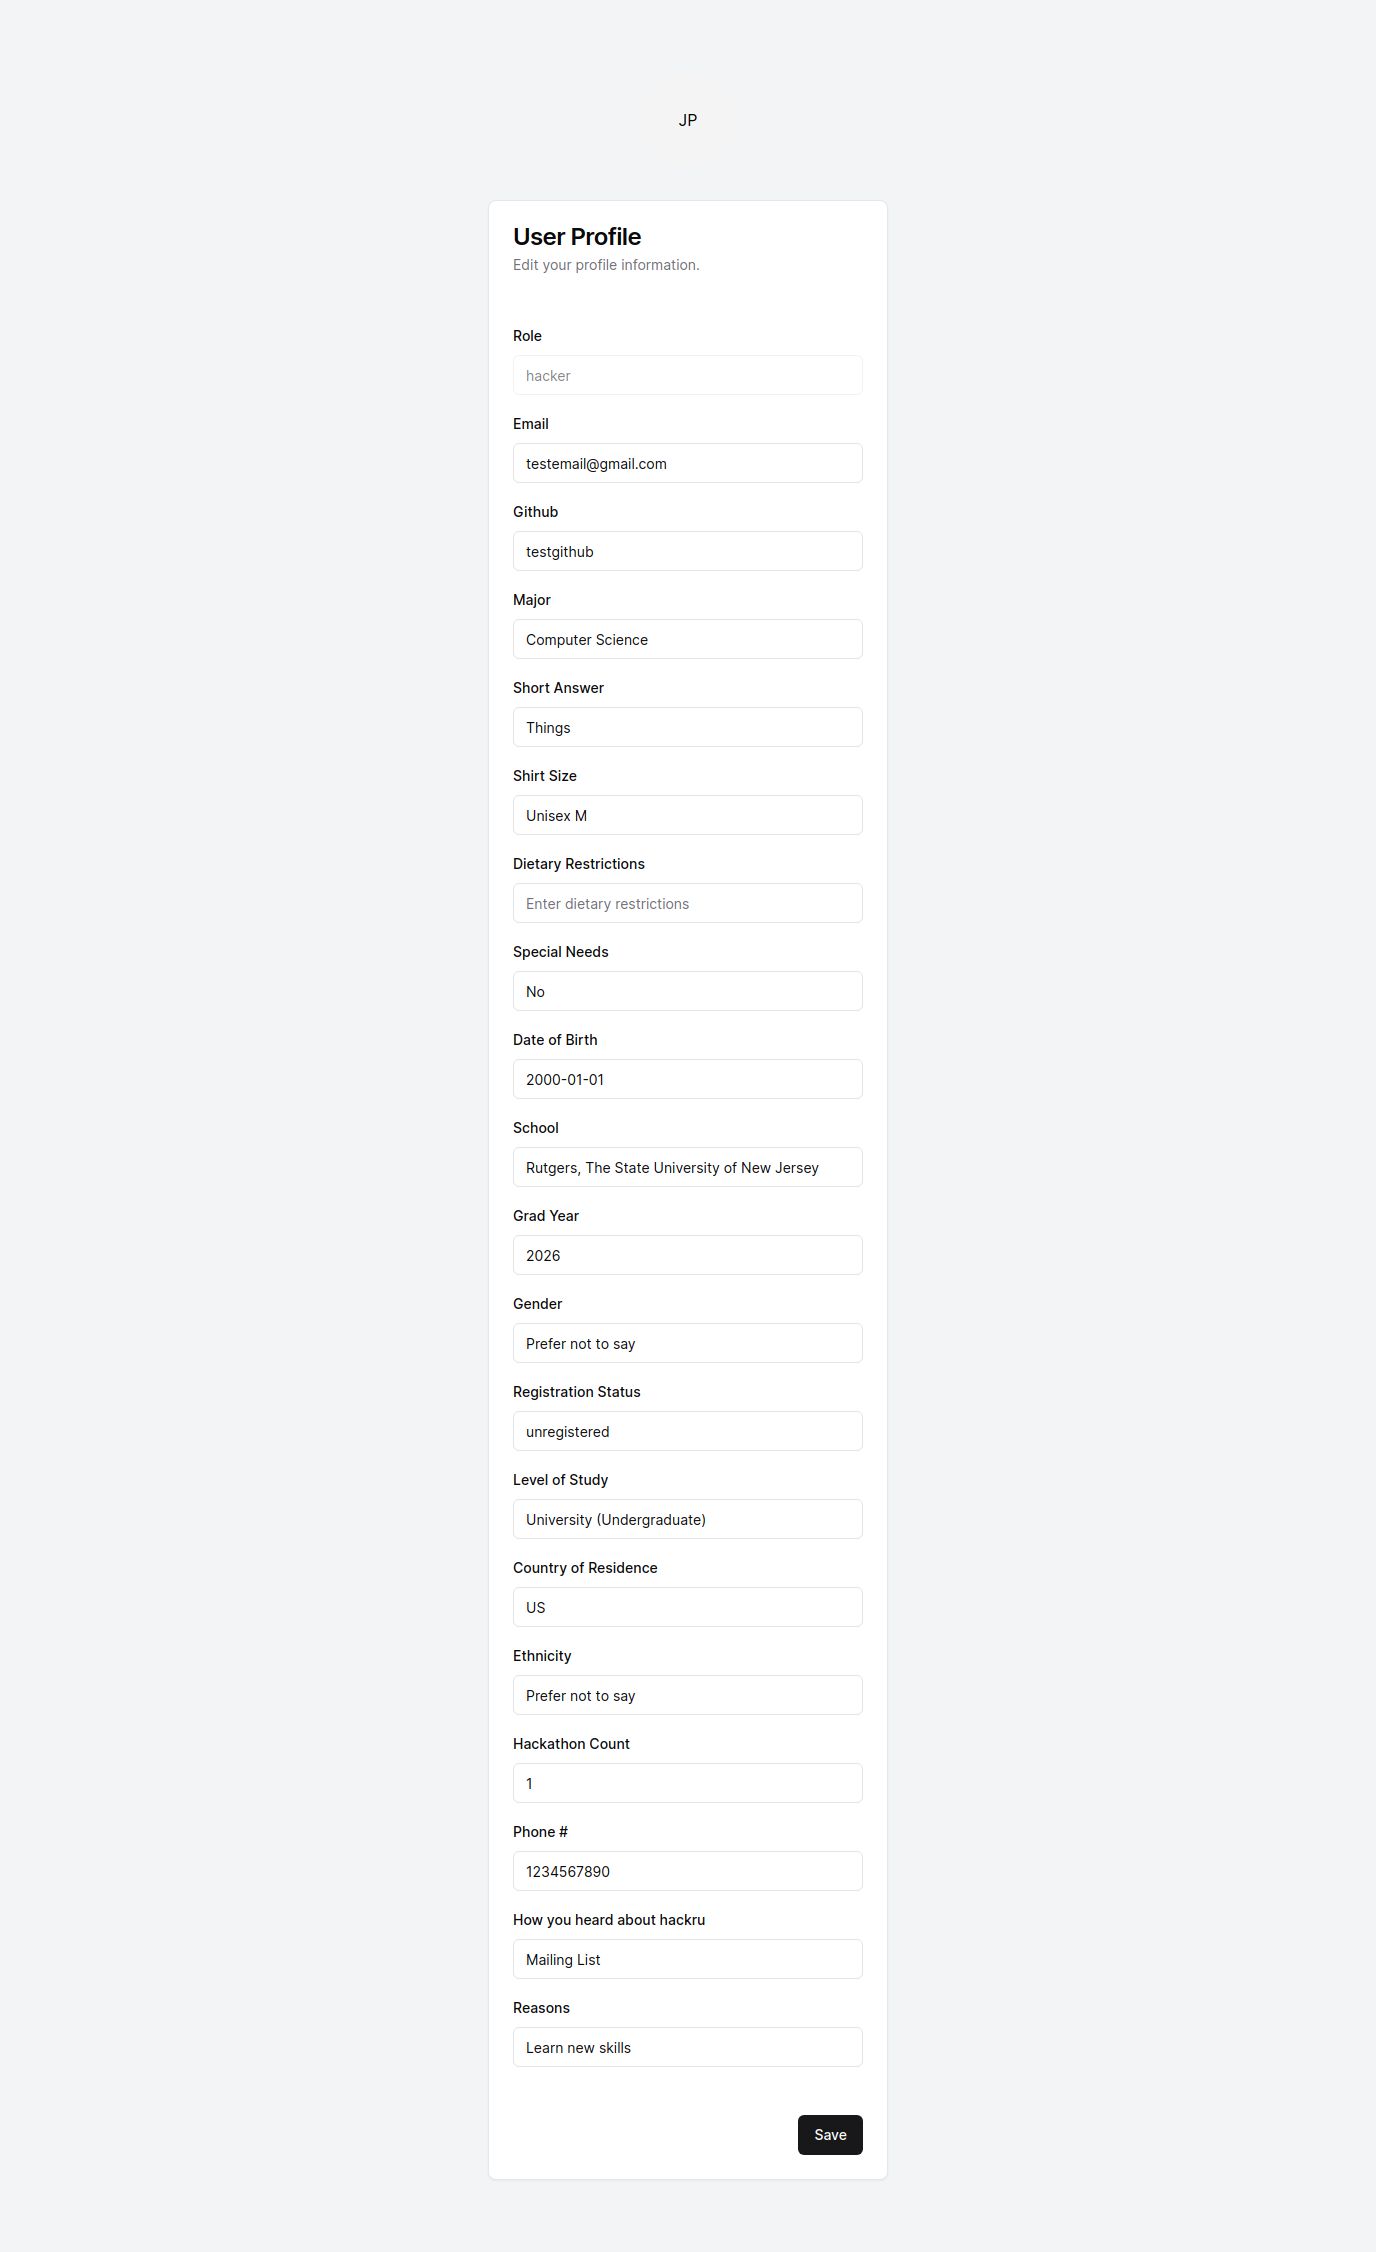 JP
User Profile
Edit your profile information.
Role
hacker
Email
testemail@gmail.com
Github
testgithub
Major
Computer Science
Short Answer
Things
Shirt Size
Unisex M
Dietary Restrictions
Enter dietary restrictions
Special Needs
No
Date of Birth
2000-01-01
School
Rutgers, The State University of New Jersey
Grad Year
2026
Gender
Prefer not to say
Registration Status
unregistered
Level of Study
University (Undergraduate)
Country of Residence
US
Ethnicity
Prefer not to say
Hackathon Count
1
Phone #
1234567890
How you heard about hackru
Mailing List
Reasons
Learn new skills
Save